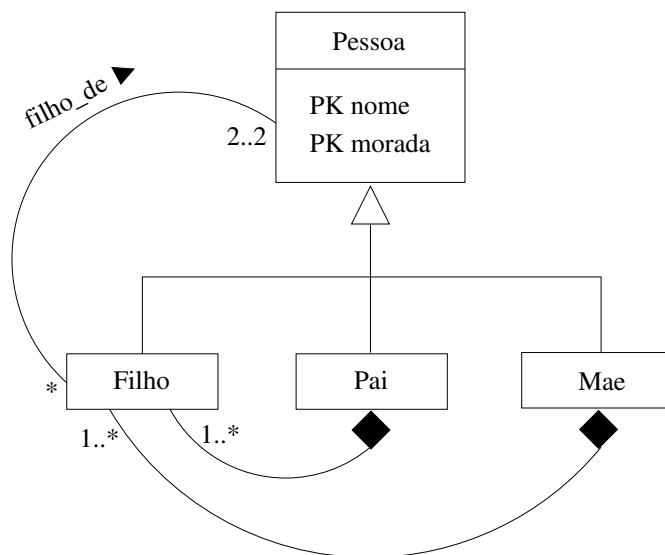 Pessoa
filho_de
PK nome
PK morada
2..2
Filho
Pai
Mae
*
1..*
1..*